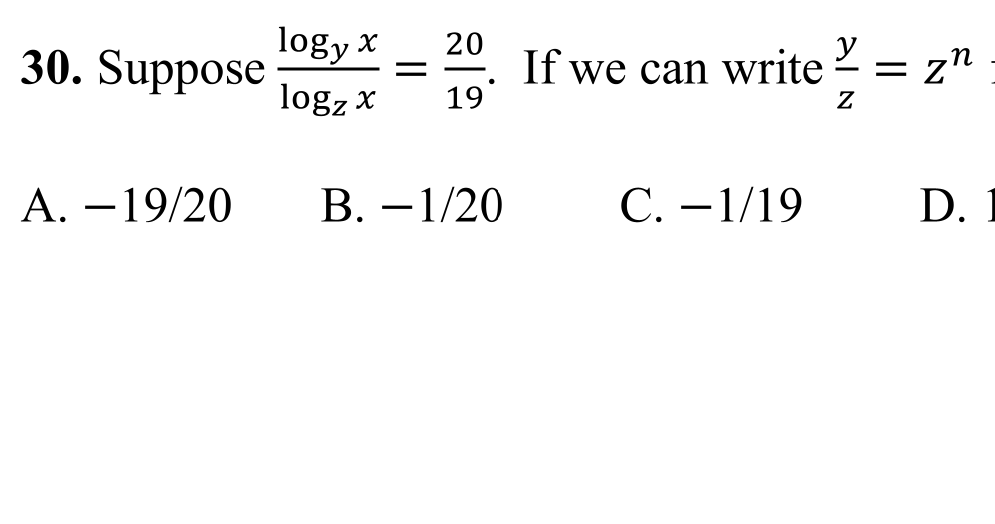 30. Suppose log_y x / log_z x = 20/19. If we can write y/z = z^n
A. −19/20 B. −1/20 C. −1/19 D.